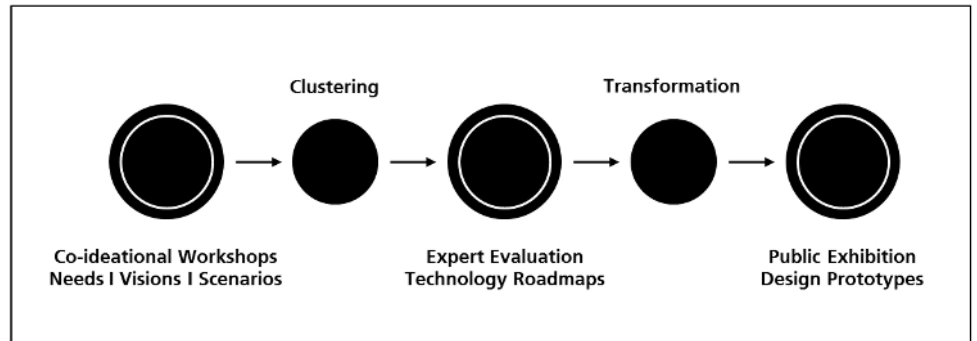 Clustering
Transformation
Co-ideational Workshops
Needs I Visions I Scenarios
Expert Evaluation
Technology Roadmaps
Public Exhibition
Design Prototypes